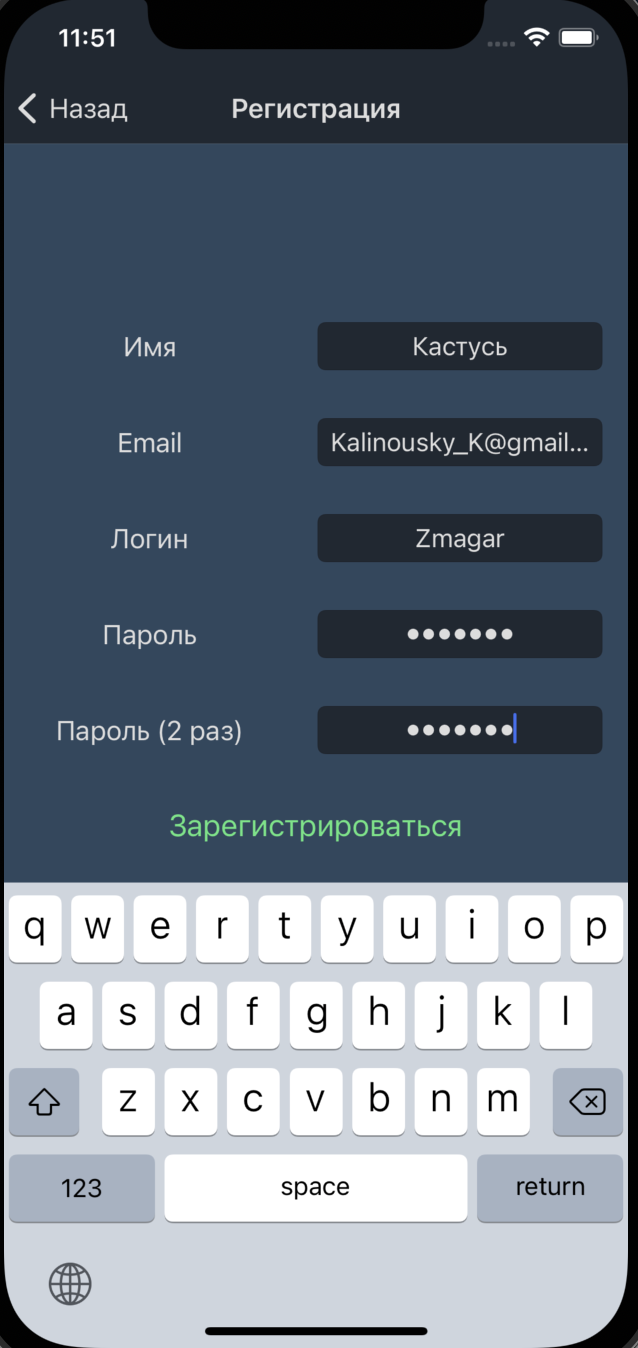 11:51
Назад Регистрация
Имя Кастусь
Email Kalinousky_K@gmail...
Логин Zmagar
Пароль •••••••
Пароль (2 раз) •••••••
Зарегистрироваться
q w e r t y u i o p
a s d f g h j k l
z x c v b n m
123 space return